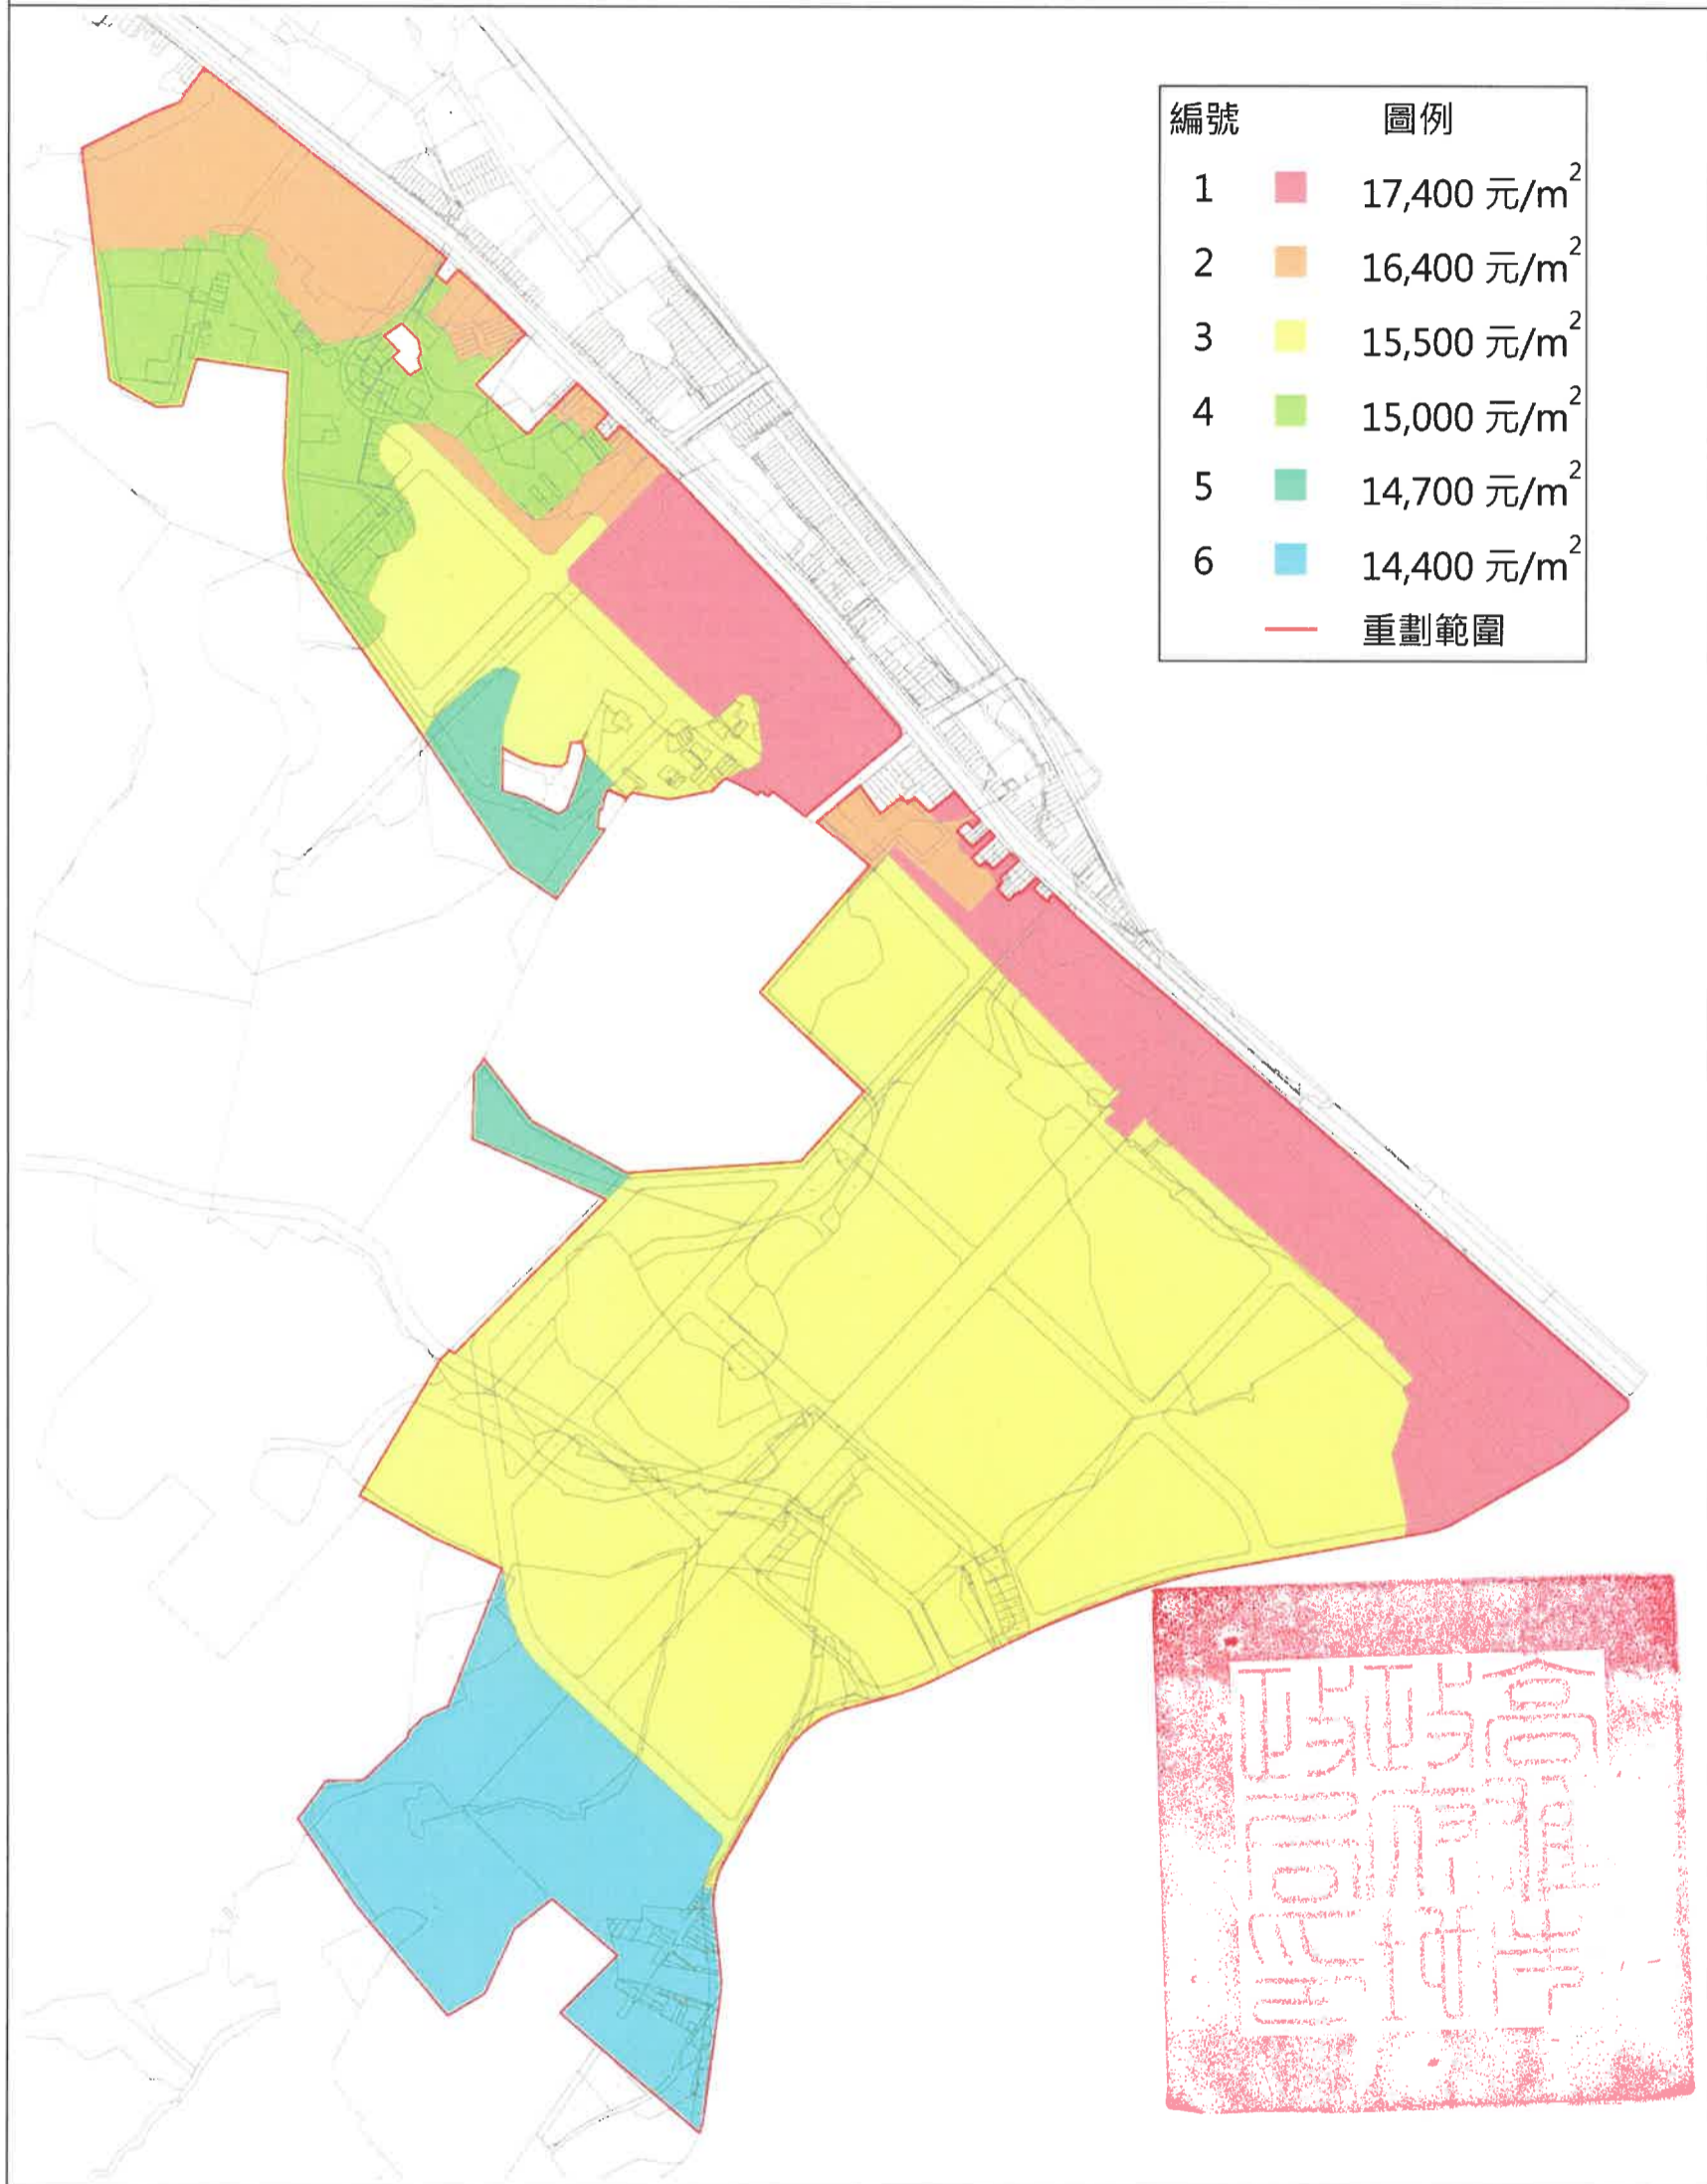 編號 圖例
1 17,400 元/m²
2 16,400 元/m²
3 15,500 元/m²
4 15,000 元/m²
5 14,700 元/m²
6 14,400 元/m²
重劃範圍